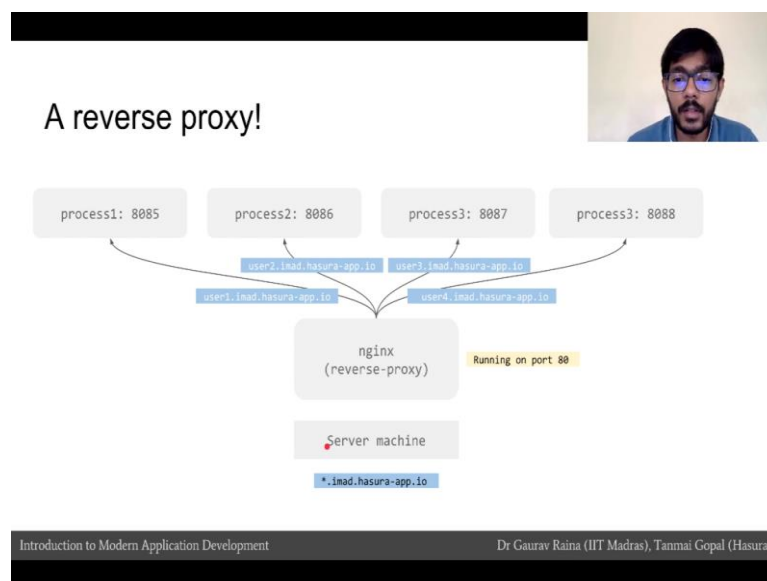 A reverse proxy!
process1: 8085
process2: 8086
process3: 8087
process3: 8088
user2.imad.hasura-app.io
user3.imad.hasura-app.io
user1.imad.hasura-app.io
user4.imad.hasura-app.io
nginx
(reverse-proxy)
Running on port 80
Server machine
*.imad.hasura-app.io
Introduction to Modern Application Development
Dr Gaurav Raina (IIT Madras), Tanmai Gopal (Hasura